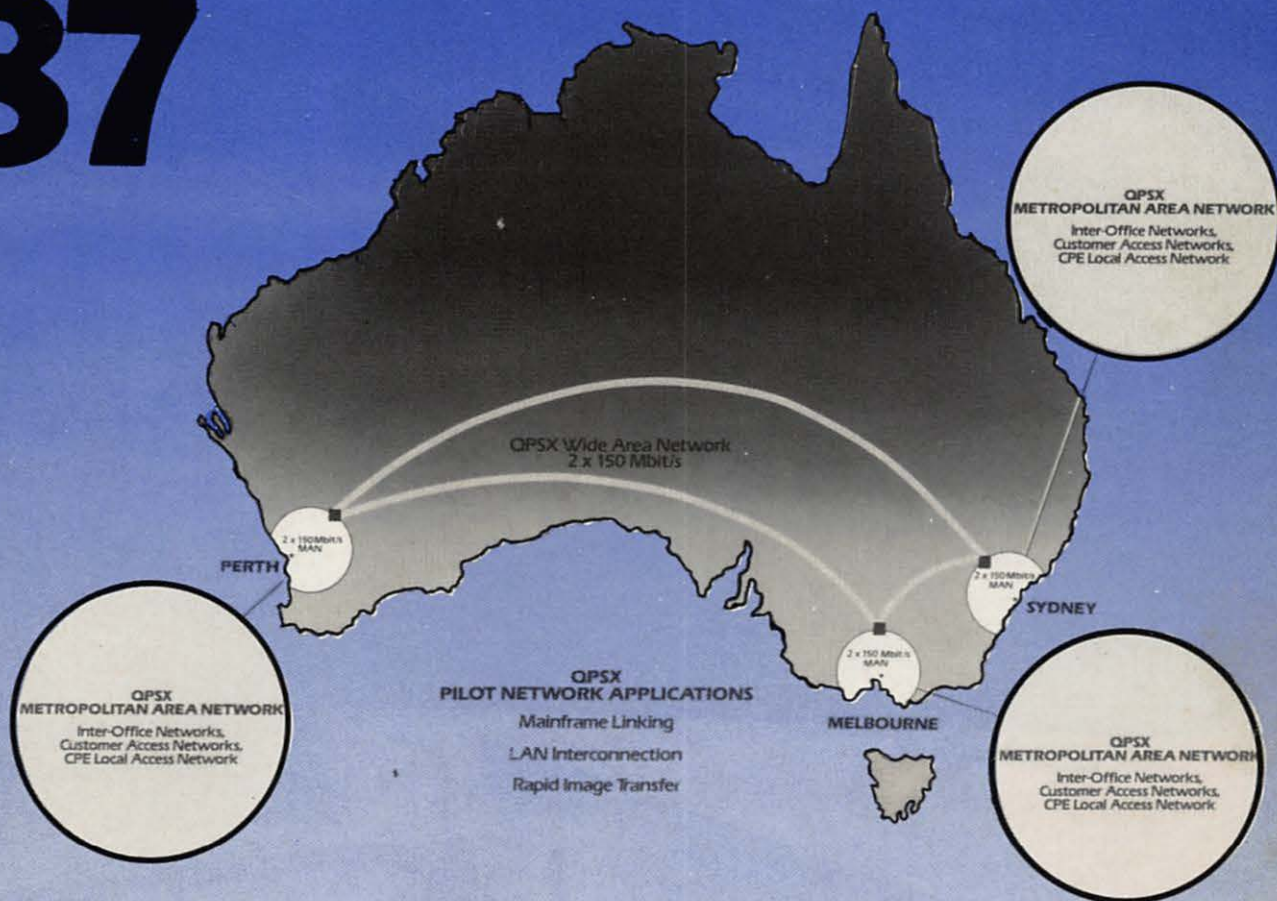 87
QPSX
METROPOLITAN AREA NETWORK
Inter-Office Networks,
Customer Access Networks,
CPE Local Access Network
QPSX Wide Area Network
2 x 150 Mbit/s
2 x 150 Mbit/s
MAN
PERTH
2 x 150 Mbit/s
MAN
SYDNEY
2 x 150 Mbit/s
MAN
MELBOURNE
QPSX
METROPOLITAN AREA NETWORK
Inter-Office Networks,
Customer Access Networks,
CPE Local Access Network
QPSX
PILOT NETWORK APPLICATIONS
Mainframe Linking
LAN Interconnection
Rapid Image Transfer
QPSX
METROPOLITAN AREA NETWORK
Inter-Office Networks,
Customer Access Networks,
CPE Local Access Network